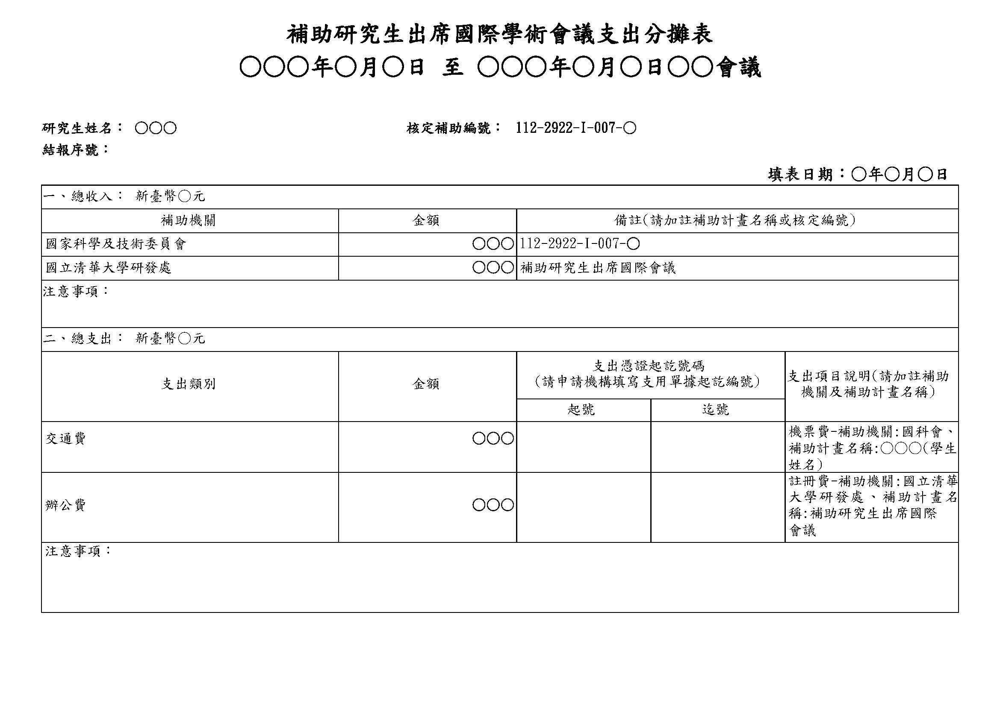 補助研究生出席國際學術會議支出分攤表
○○○年○月○日 至 ○○○年○月○日○○會議
研究生姓名： ○○○ 核定補助編號： 112-2922-I-007-○
結報序號：
填表日期：○年○月○日
一、總收入： 新臺幣○元
補助機關 金額 備註(請加註補助計畫名稱或核定編號)
國家科學及技術委員會 ○○○ 112-2922-I-007-○
國立清華大學研發處 ○○○ 補助研究生出席國際會議
注意事項：
二、總支出： 新臺幣○元
支出類別 金額
支出憑證起訖號碼
(請申請機構填寫支用單據起訖編號)
起號 迄號
支出項目說明(請加註補助
機關及補助計畫名稱)
交通費 ○○○
機票費-補助機關:國科會、
補助計畫名稱:○○○(學生
姓名)
辦公費 ○○○
註冊費-補助機關:國立清華
大學研發處、補助計畫名
稱:補助研究生出席國際
會議
注意事項：